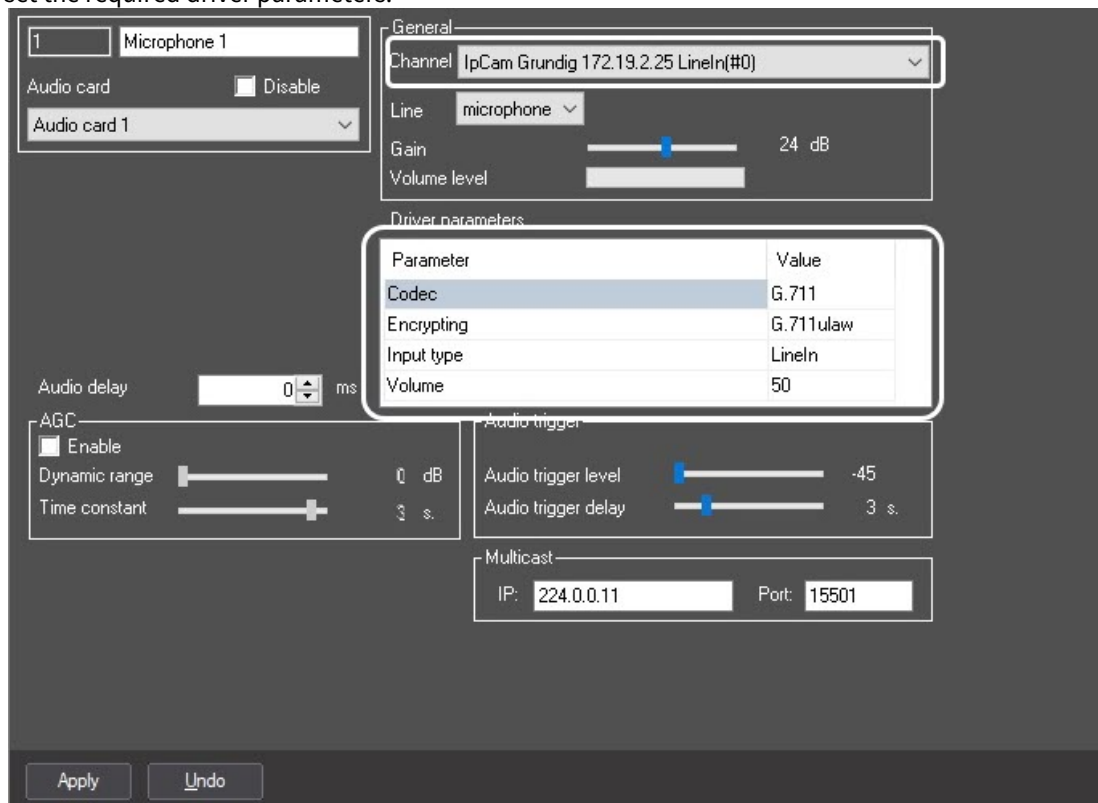 set the required driver parameters.
1 Microphone 1
Audio card Disable
Audio card 1
General
Channel IpCam Grundig 172.19.2.25 LineIn(#0)
Line microphone
Gain 24 dB
Volume level
Driver parameters
Parameter Value
Codec G.711
Encrypting G.711ulaw
Input type LineIn
Volume 50
Audio delay 0 ms
AGC
Enable
Dynamic range 0 dB
Time constant 3 s.
Audio trigger
Audio trigger level -45
Audio trigger delay 3 s.
Multicast
IP: 224.0.0.11 Port: 15501
Apply Undo